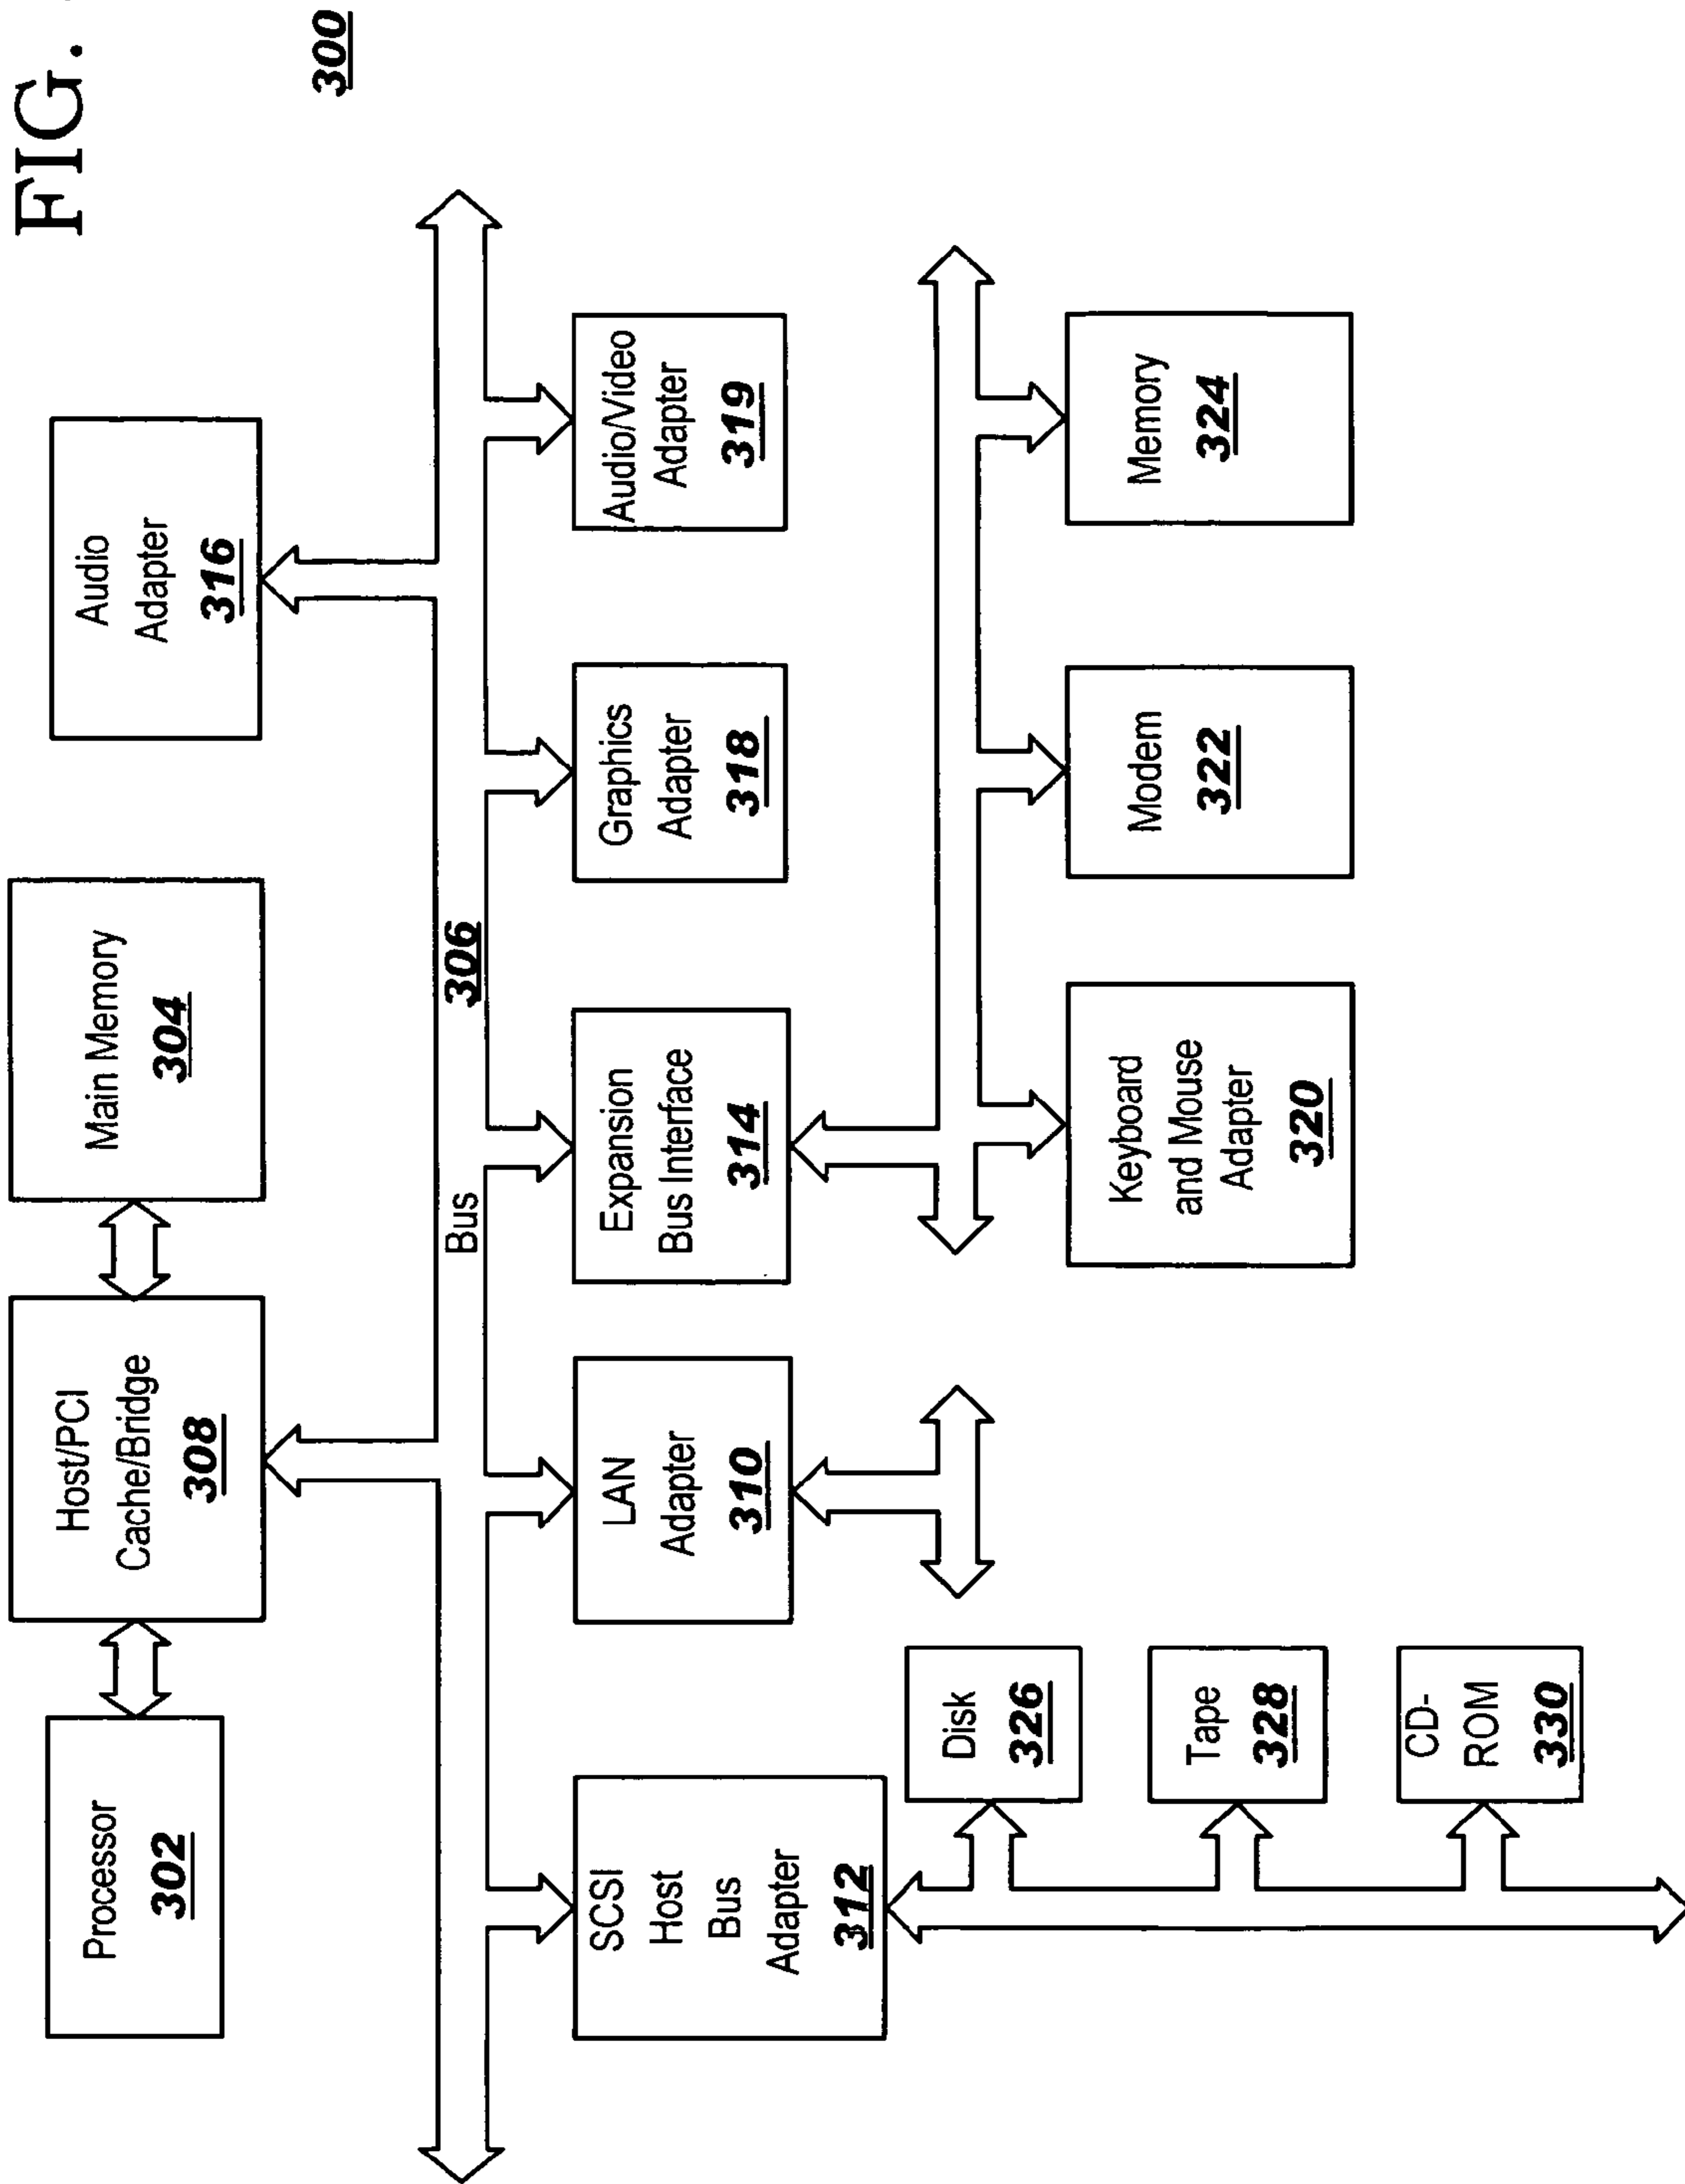 FIG.
300
Processor
302
Host/PCI
Cache/Bridge
308
Main Memory
304
Audio
Adapter
316
Bus
306
SCSI
Host
Bus
Adapter
312
LAN
Adapter
310
Expansion
Bus Interface
314
Graphics
Adapter
318
Audio/Video
Adapter
319
Disk
326
Tape
328
CD-
ROM
330
Keyboard
and Mouse
Adapter
320
Modem
322
Memory
324